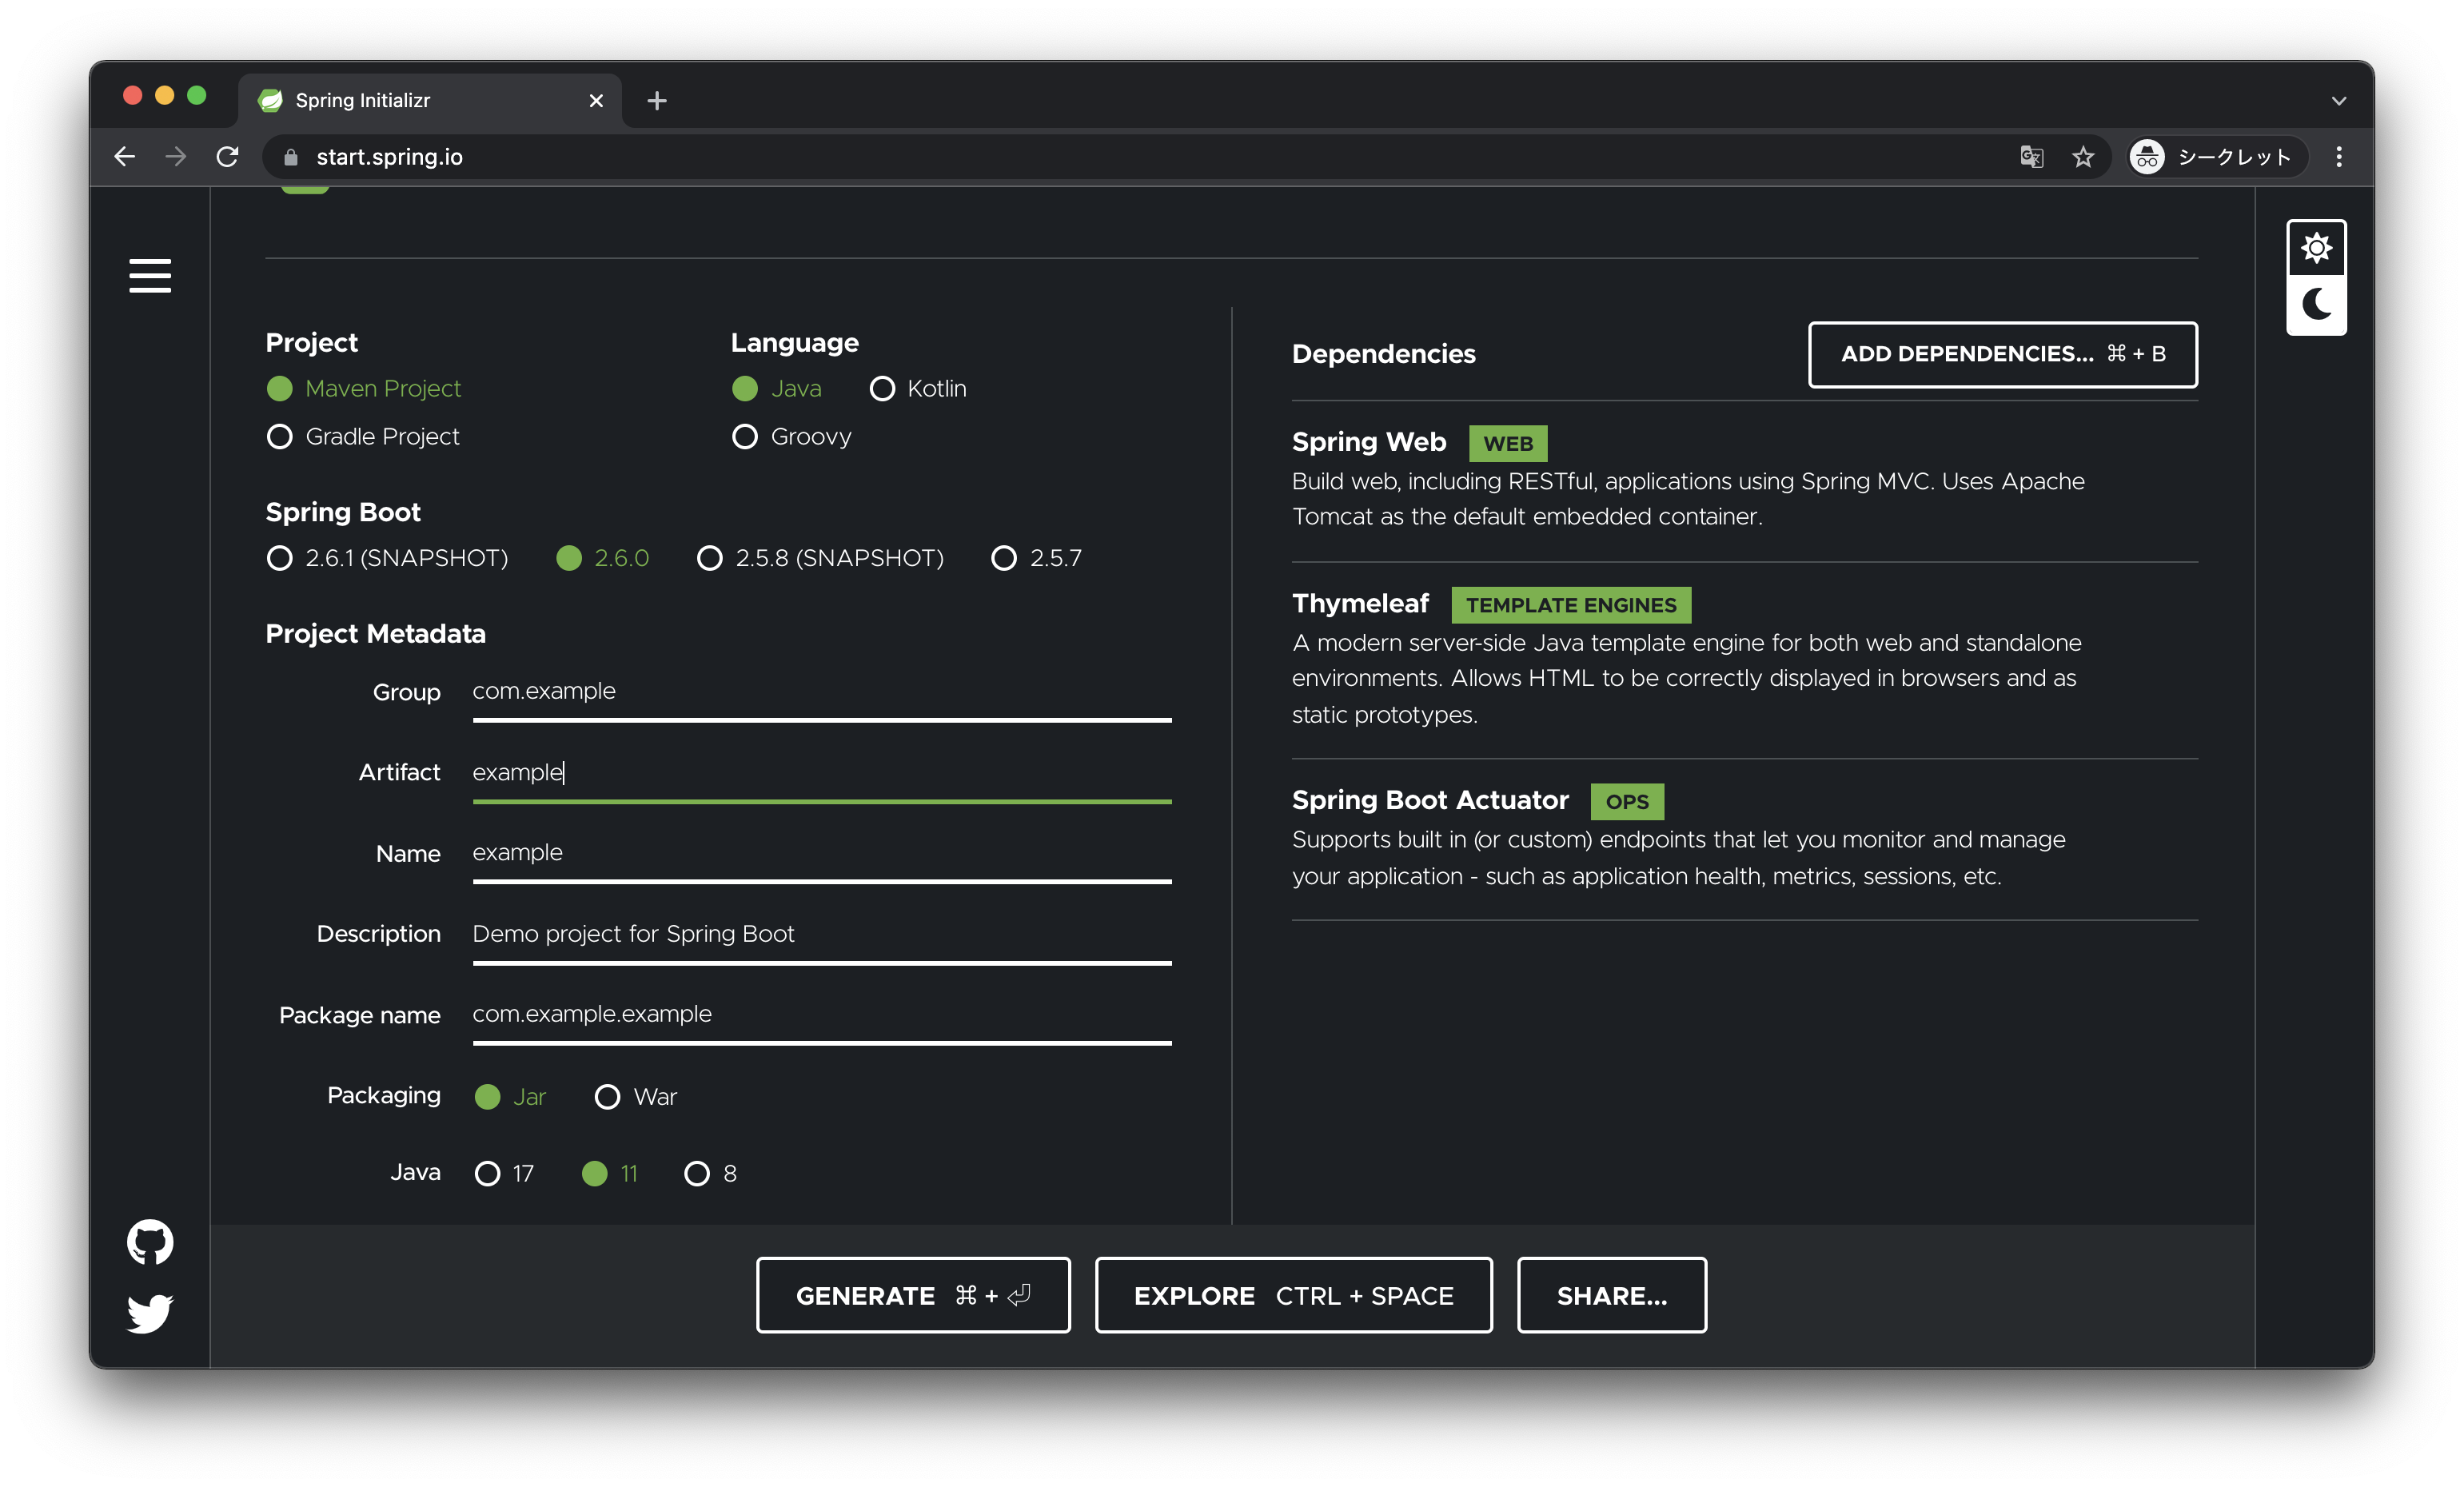 Spring Initializr
start.spring.io
シークレット
Project
Maven Project
Gradle Project
Language
Java Kotlin
Groovy
Spring Boot
2.6.1 (SNAPSHOT) 2.6.0 2.5.8 (SNAPSHOT) 2.5.7
Project Metadata
Group com.example
Artifact example
Name example
Description Demo project for Spring Boot
Package name com.example.example
Packaging Jar War
Java 17 11 8
Dependencies ADD DEPENDENCIES... ⌘ + B
Spring Web WEB
Build web, including RESTful, applications using Spring MVC. Uses Apache
Tomcat as the default embedded container.
Thymeleaf TEMPLATE ENGINES
A modern server-side Java template engine for both web and standalone
environments. Allows HTML to be correctly displayed in browsers and as
static prototypes.
Spring Boot Actuator OPS
Supports built in (or custom) endpoints that let you monitor and manage
your application - such as application health, metrics, sessions, etc.
GENERATE ⌘ + ⏎ EXPLORE CTRL + SPACE SHARE...